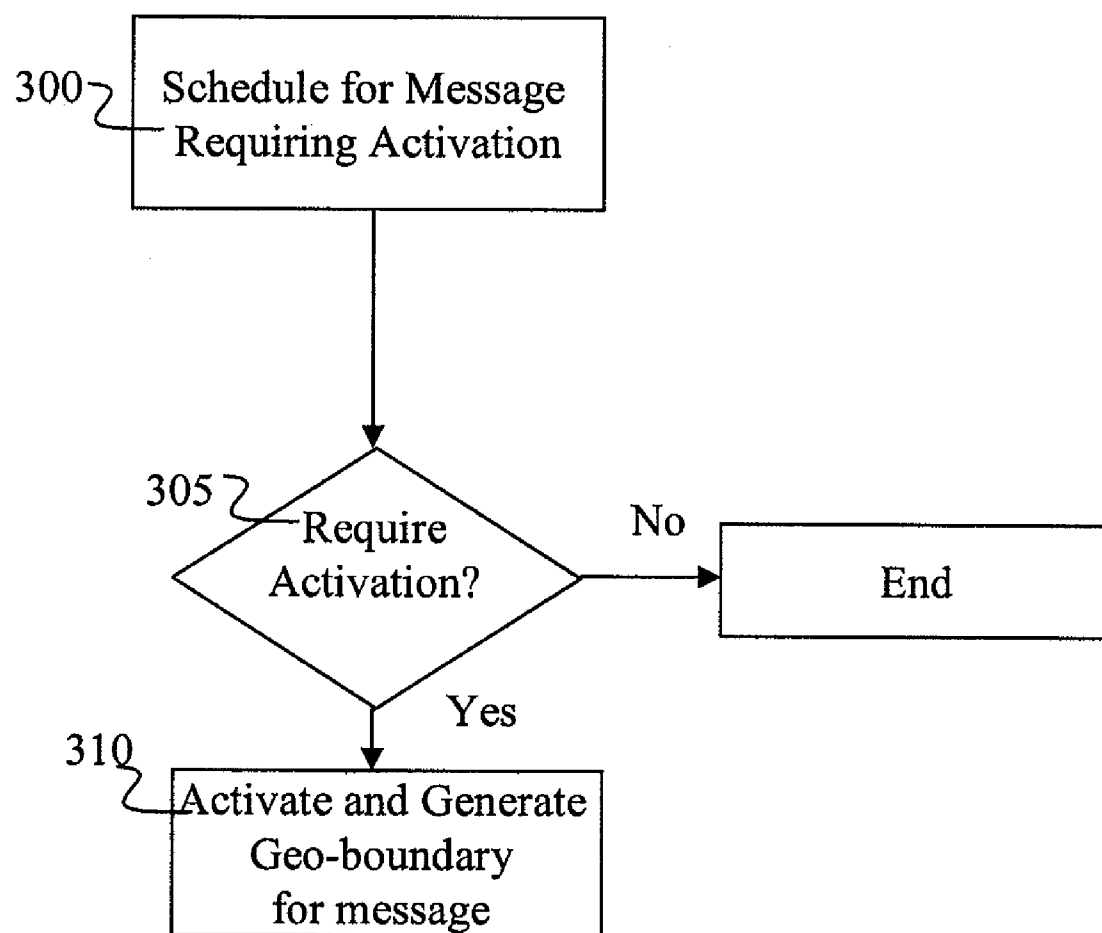 300
Schedule for Message
Requiring Activation
305
Require
Activation?
No
End
Yes
310
Activate and Generate
Geo-boundary
for message